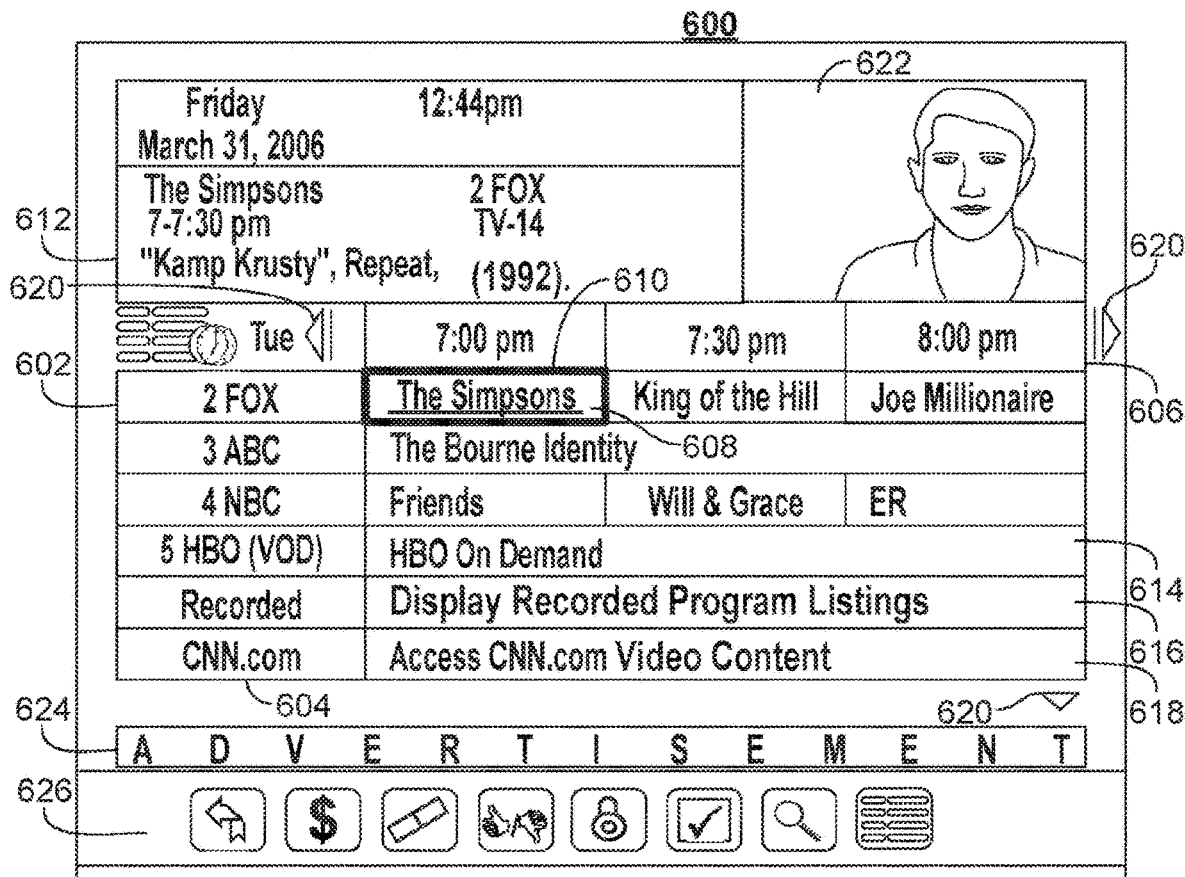 600
622
Friday 12:44pm
March 31, 2006
The Simpsons 2 FOX
7-7:30 pm TV-14
"Kamp Krusty", Repeat, (1992).
612
620
610
620
Tue 7:00 pm 7:30 pm 8:00 pm
602
606
2 FOX The Simpsons King of the Hill Joe Millionaire
608
3 ABC The Bourne Identity
4 NBC Friends Will & Grace ER
5 HBO (VOD) HBO On Demand
614
Recorded Display Recorded Program Listings
616
CNN.com Access CNN.com Video Content
618
604
620
624
A D V E R T I S E M E N T
626
$